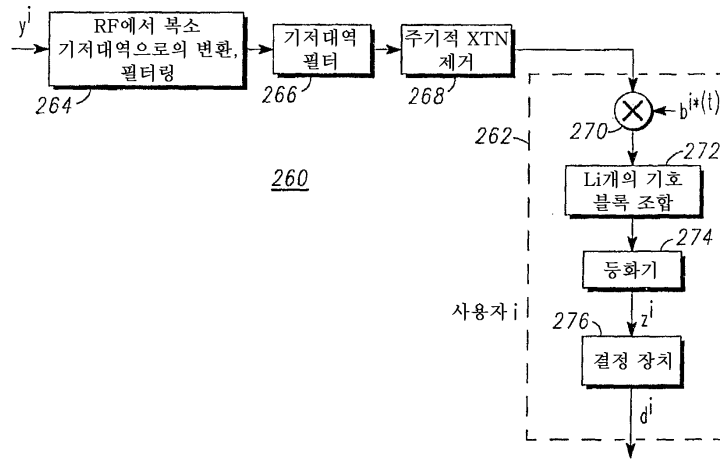 y^i
RF에서 복소
기저대역으로의 변환,
필터링
264
기저대역
필터
266
주기적 XTN
제거
268
270
b^i*(t)
262
272
Li개의 기호
블록 조합
260
274
등화기
사용자 i
z^i
276
결정 장치
d^i